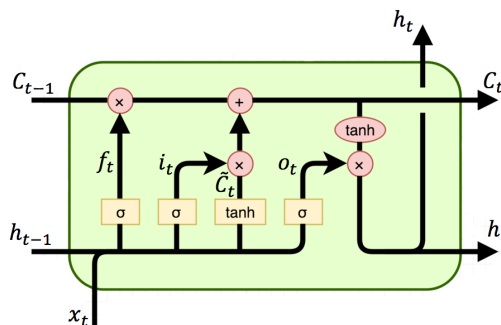 h_t
C_{t-1} × + C_t
tanh
f_t i_t × C̃_t o_t ×
σ σ tanh σ
h_{t-1} h
x_t